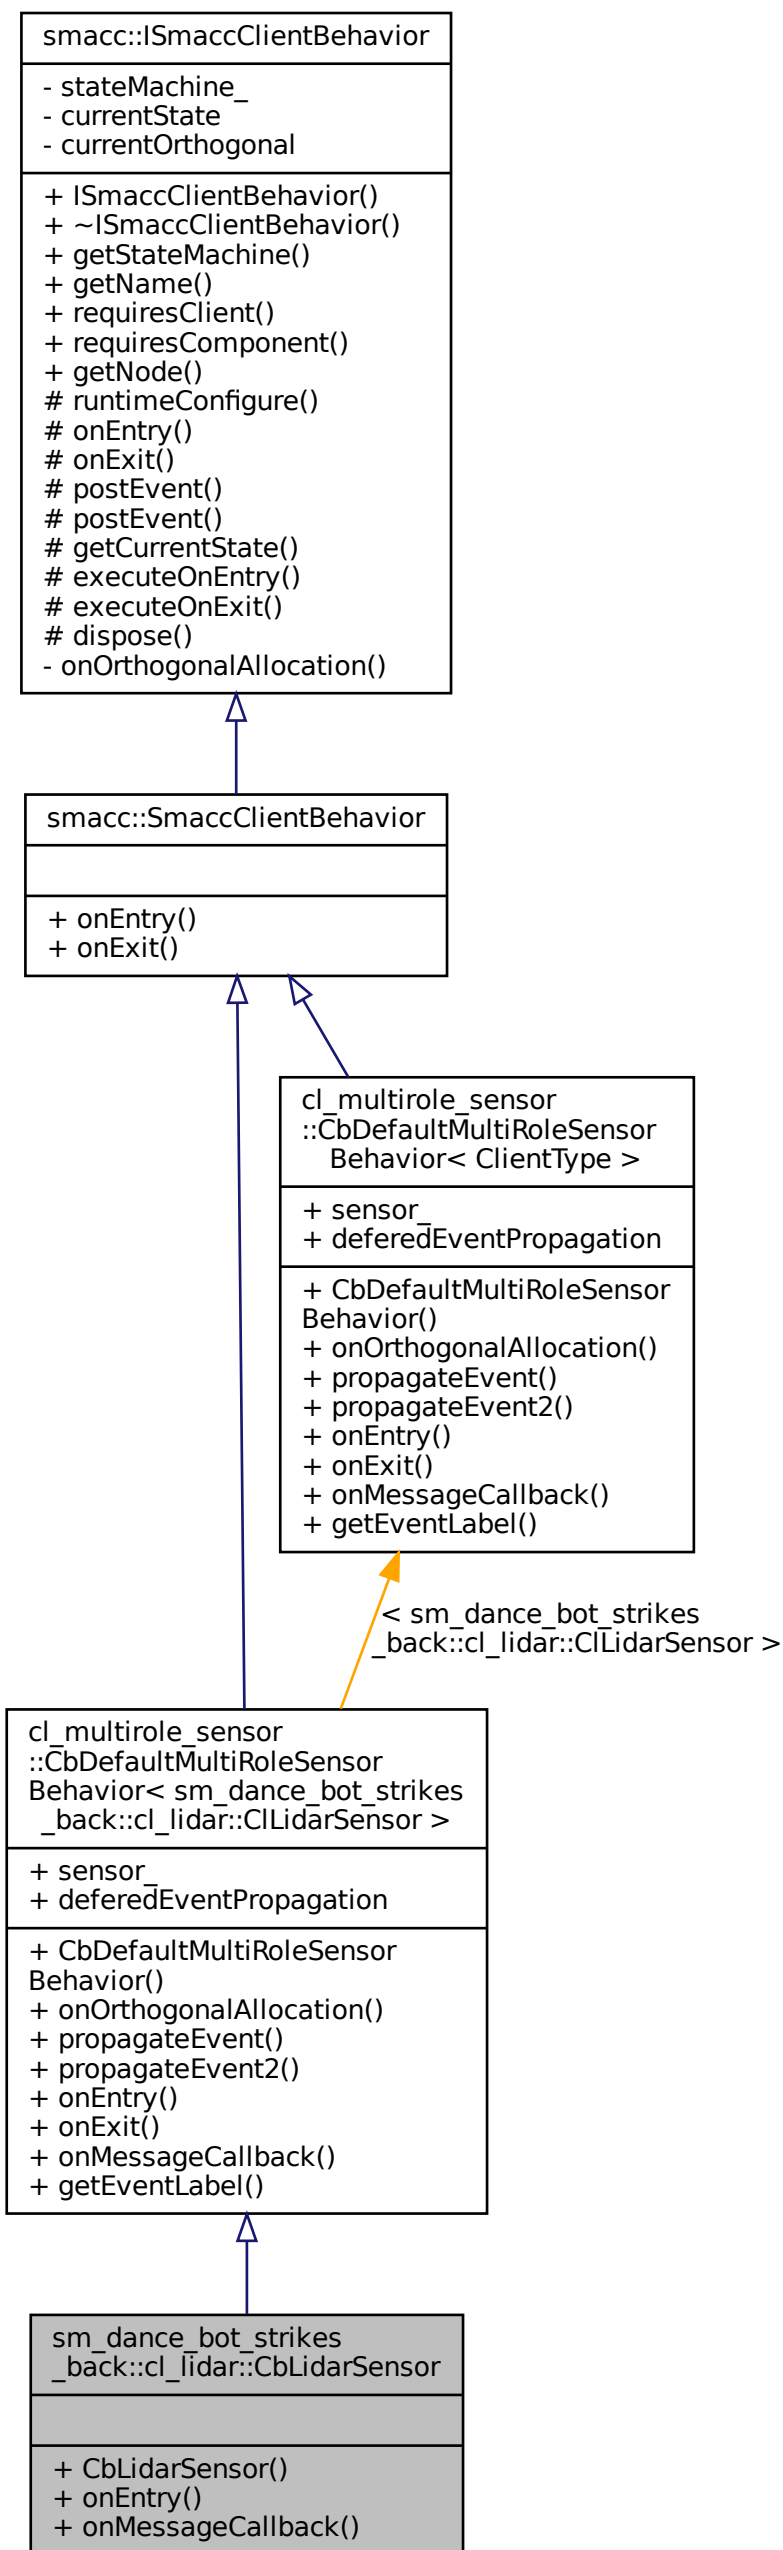 smacc::ISmaccClientBehavior
- stateMachine_
- currentState
- currentOrthogonal
+ ISmaccClientBehavior()
+ ~ISmaccClientBehavior()
+ getStateMachine()
+ getName()
+ requiresClient()
+ requiresComponent()
+ getNode()
# runtimeConfigure()
# onEntry()
# onExit()
# postEvent()
# postEvent()
# getCurrentState()
# executeOnEntry()
# executeOnExit()
# dispose()
- onOrthogonalAllocation()
smacc::SmaccClientBehavior
+ onEntry()
+ onExit()
cl_multirole_sensor
::CbDefaultMultiRoleSensor
Behavior< ClientType >
+ sensor_
+ deferedEventPropagation
+ CbDefaultMultiRoleSensor
Behavior()
+ onOrthogonalAllocation()
+ propagateEvent()
+ propagateEvent2()
+ onEntry()
+ onExit()
+ onMessageCallback()
+ getEventLabel()
< sm_dance_bot_strikes
_back::cl_lidar::ClLidarSensor >
cl_multirole_sensor
::CbDefaultMultiRoleSensor
Behavior< sm_dance_bot_strikes
_back::cl_lidar::ClLidarSensor >
+ sensor_
+ deferedEventPropagation
+ CbDefaultMultiRoleSensor
Behavior()
+ onOrthogonalAllocation()
+ propagateEvent()
+ propagateEvent2()
+ onEntry()
+ onExit()
+ onMessageCallback()
+ getEventLabel()
sm_dance_bot_strikes
_back::cl_lidar::CbLidarSensor
+ CbLidarSensor()
+ onEntry()
+ onMessageCallback()